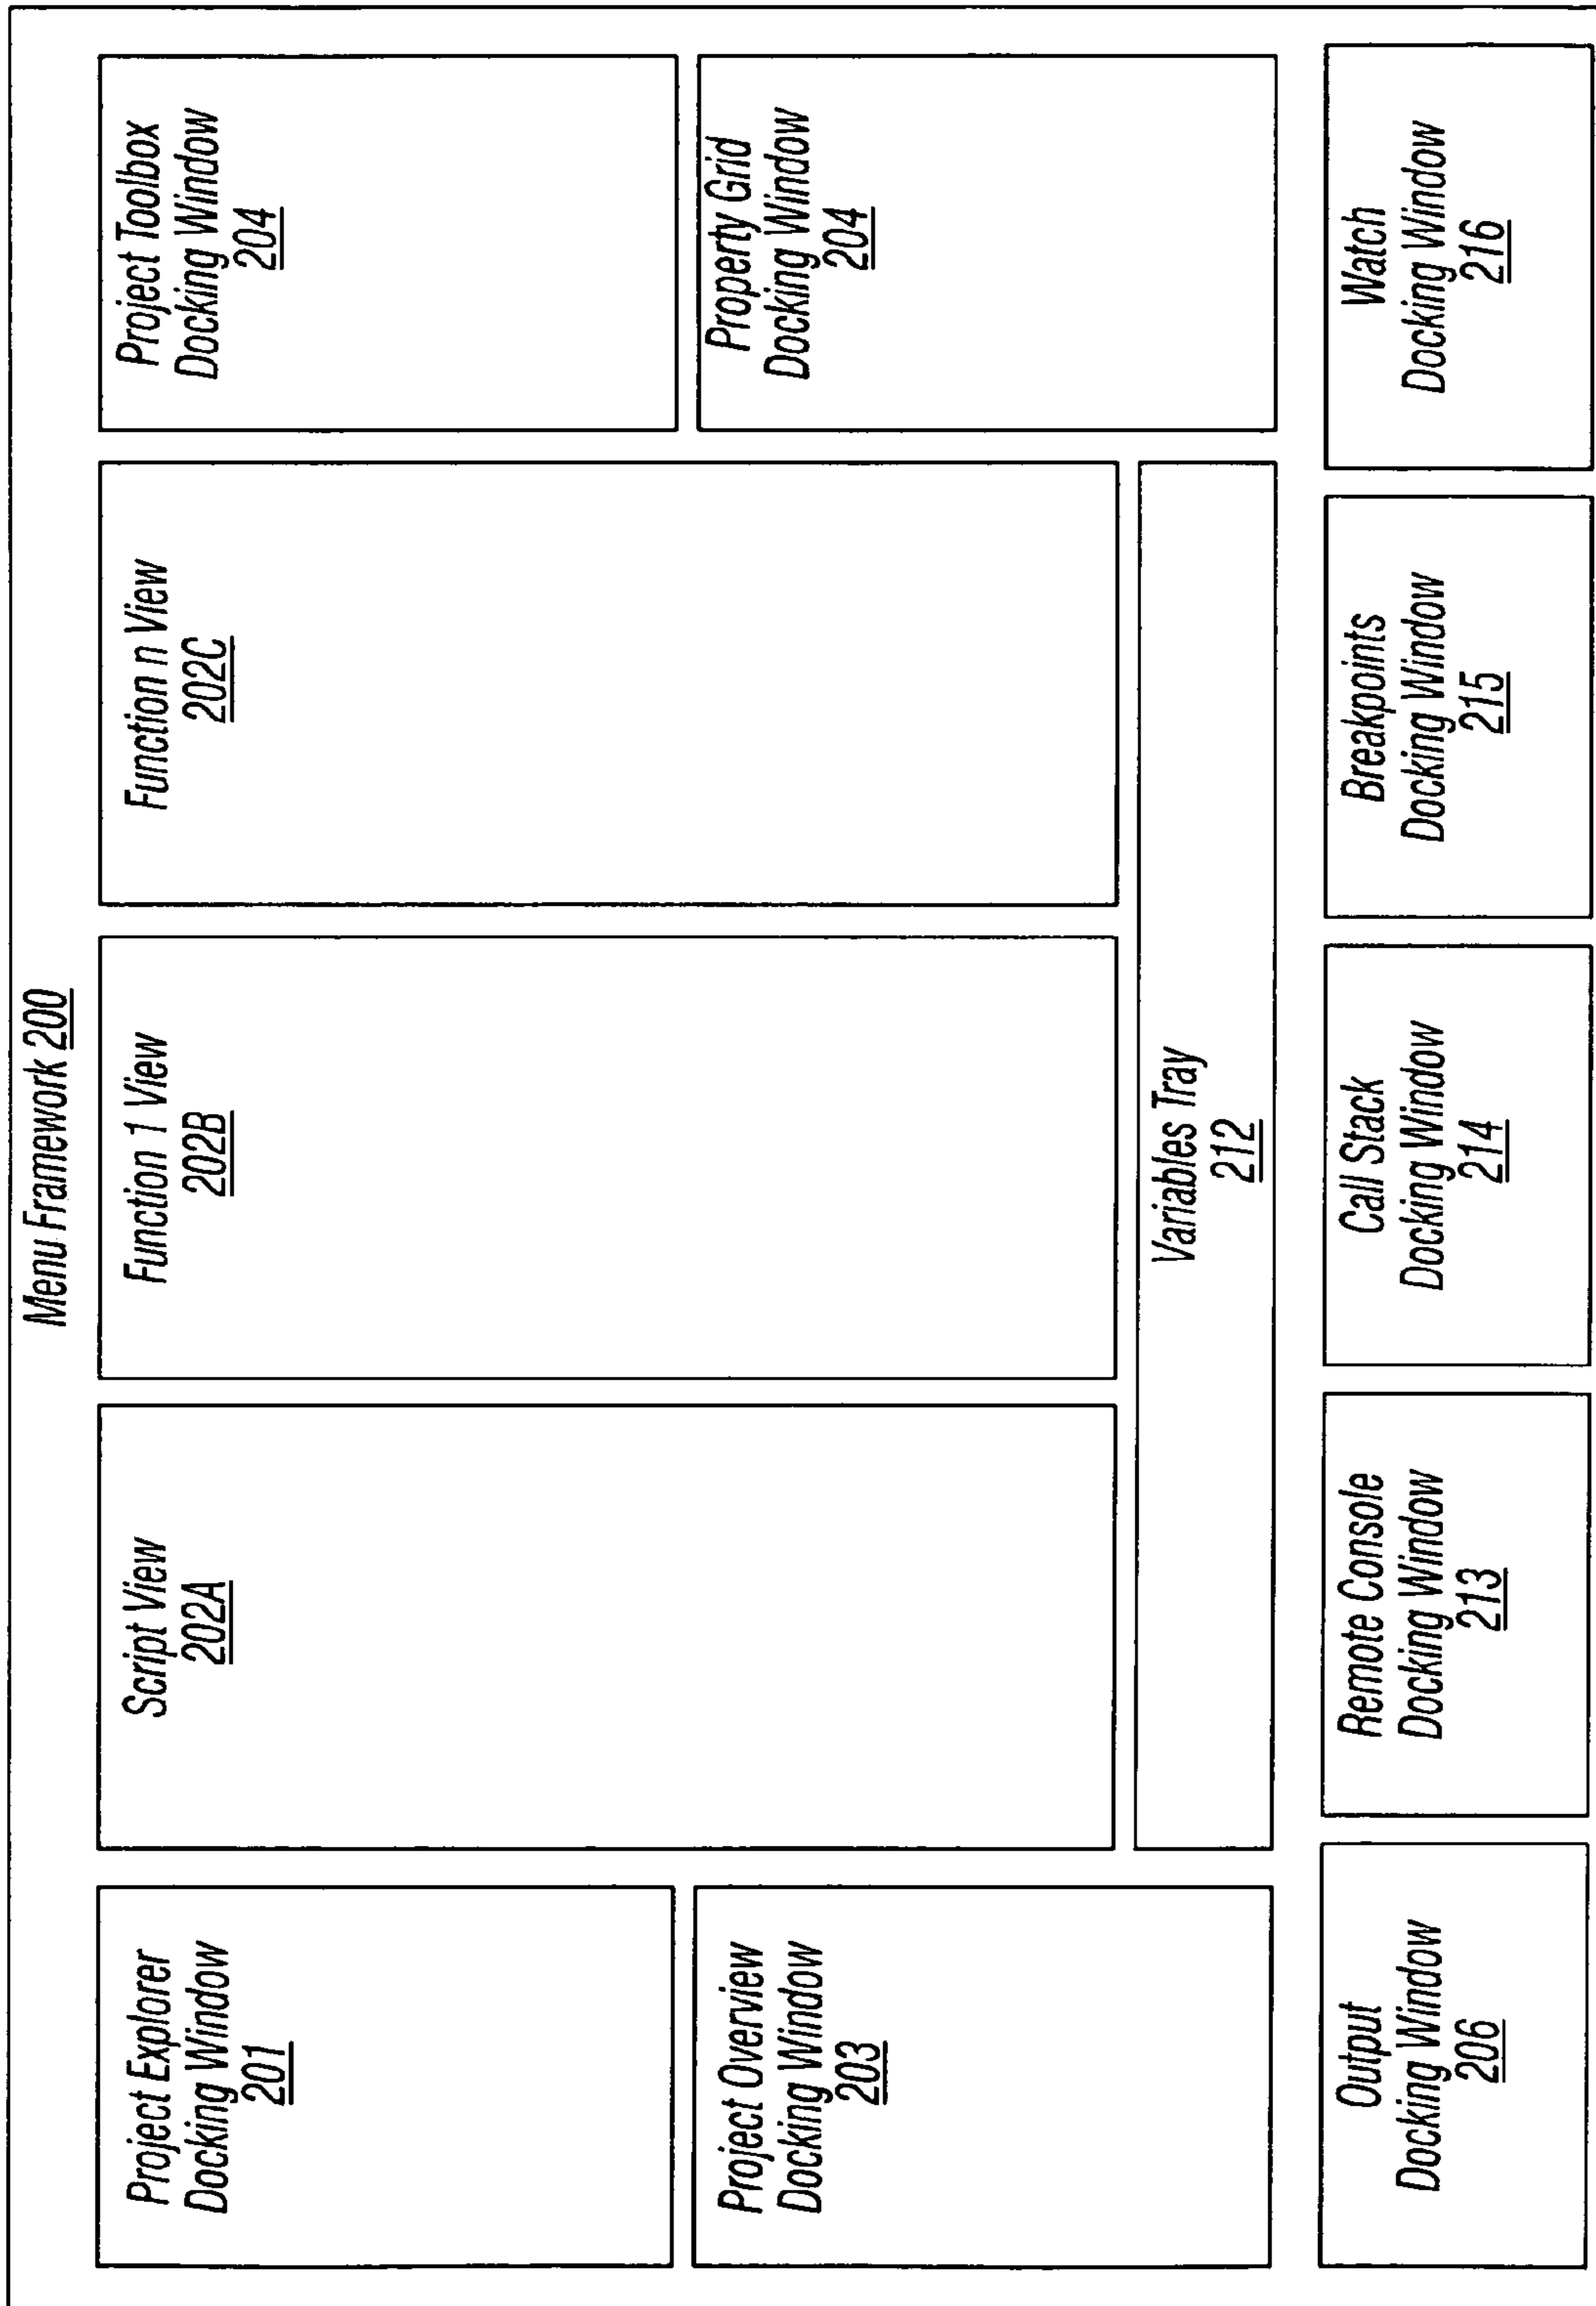 Menu Framework 200
Project Explorer
Docking Window
201
Script View
202A
Function 1 View
202B
Function n View
202C
Project Toolbox
Docking Window
204
Project Overview
Docking Window
203
Property Grid
Docking Window
204
Variables Tray
212
Output
Docking Window
206
Remote Console
Docking Window
213
Call Stack
Docking Window
214
Breakpoints
Docking Window
215
Watch
Docking Window
216